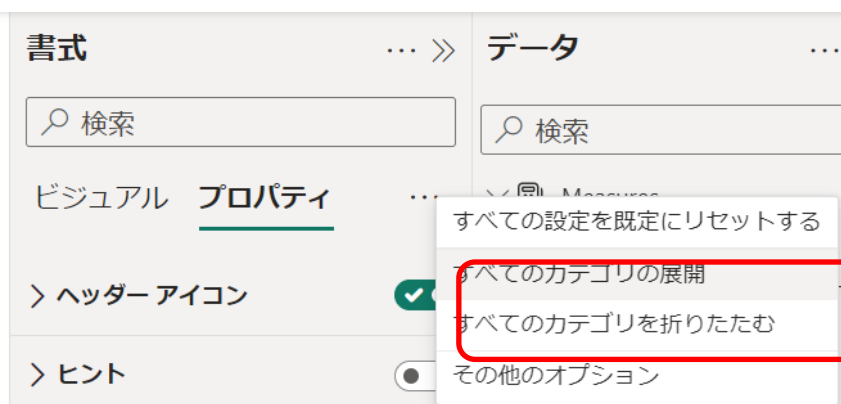 書式
データ
検索
検索
ビジュアル プロパティ
Measures
すべての設定を既定にリセットする
すべてのカテゴリの展開
すべてのカテゴリを折りたたむ
その他のオプション
ヘッダー アイコン
ヒント